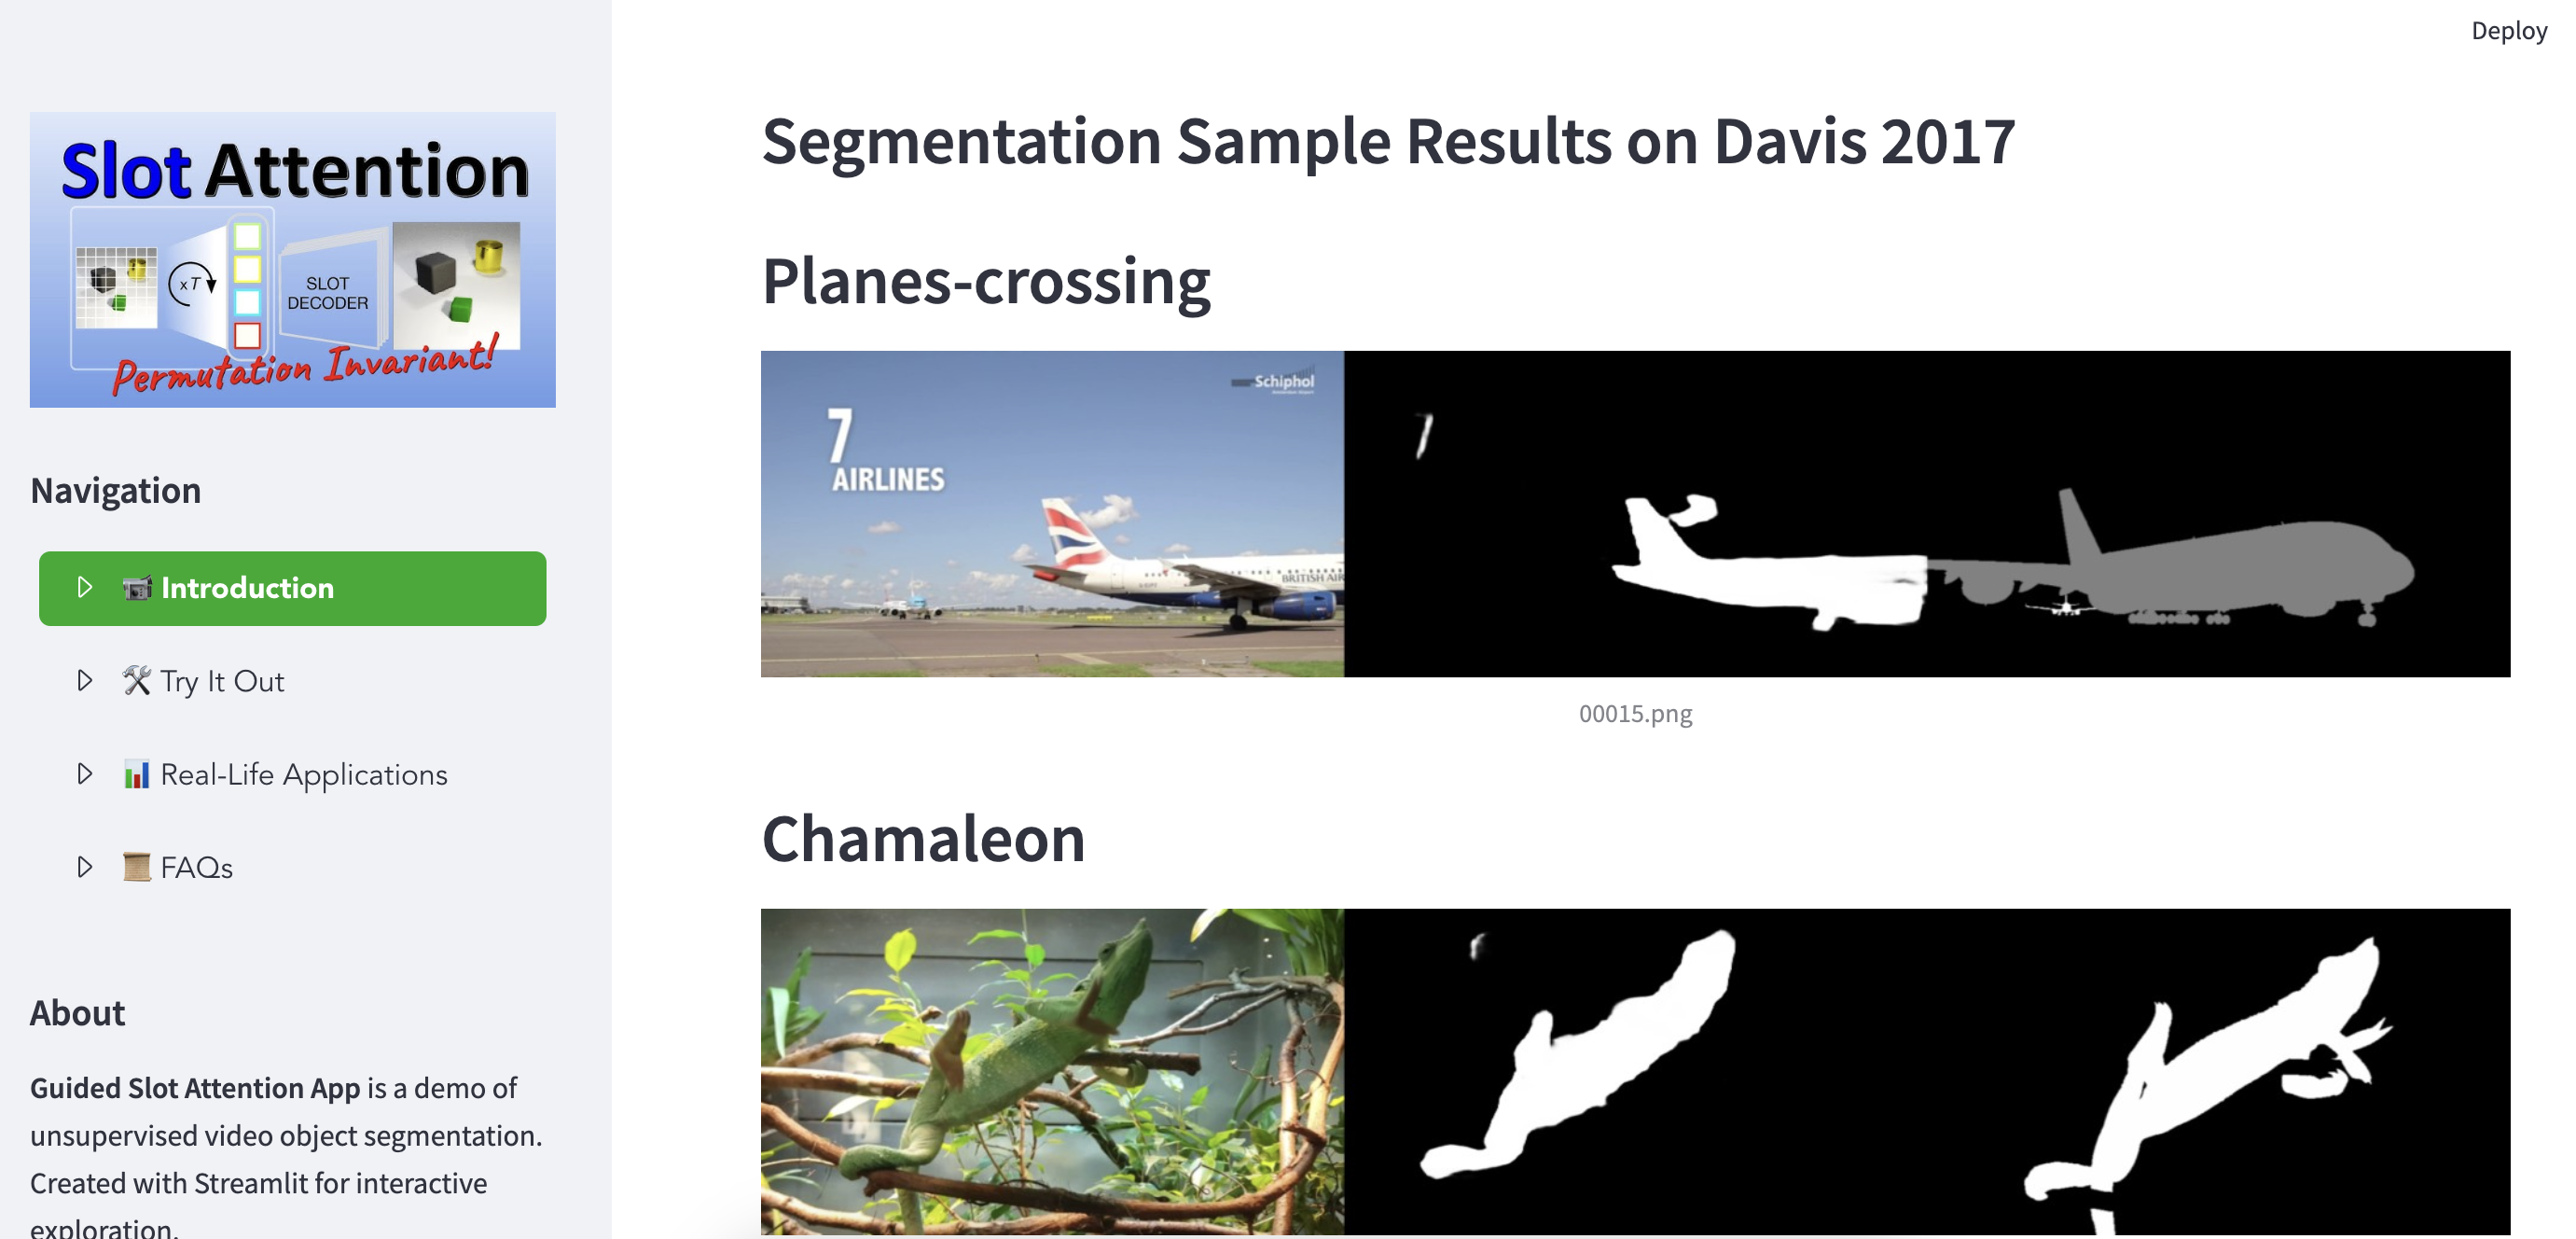 Deploy
Slot Attention
x T
SLOT
DECODER
Permutation Invariant!
Navigation
Introduction
Try It Out
Real-Life Applications
FAQs
About
Guided Slot Attention App is a demo of
unsupervised video object segmentation.
Created with Streamlit for interactive
exploration.
Segmentation Sample Results on Davis 2017
Planes-crossing
Schiphol
7
AIRLINES
BRITISH AIR
00015.png
Chamaleon